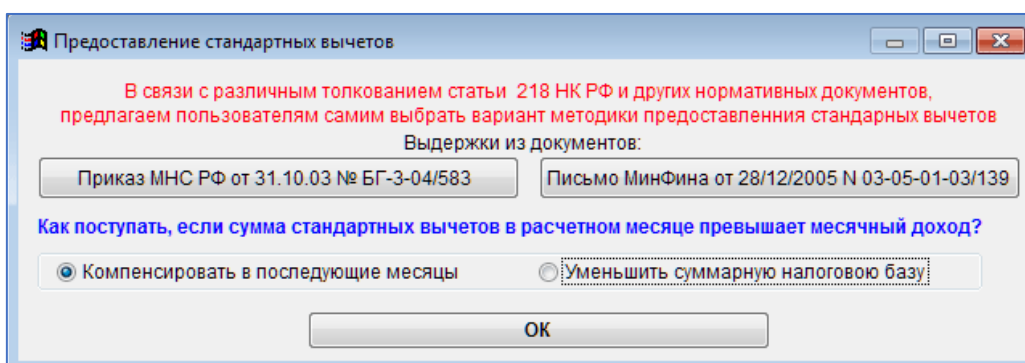 Предоставление стандартных вычетов
В связи с различным толкованием статьи 218 НК РФ и других нормативных документов,
предлагаем пользователям самим выбрать вариант методики предоставленния стандарных вычетов
Выдержки из документов:
Приказ МНС РФ от 31.10.03 № БГ-3-04/583
Письмо МинФина от 28/12/2005 N 03-05-01-03/139
Как поступать, если сумма стандартных вычетов в расчетном месяце превышает месячный доход?
Компенсировать в последующие месяцы
Уменьшить суммарную налоговою базу
ОК